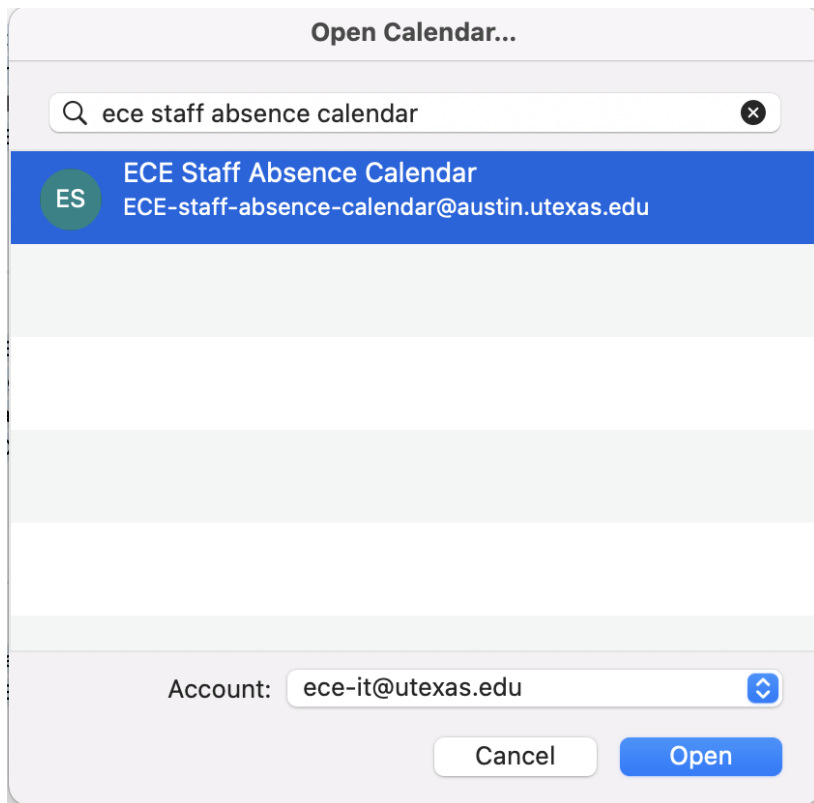 Open Calendar...
ece staff absence calendar
ES
ECE Staff Absence Calendar
ECE-staff-absence-calendar@austin.utexas.edu
Account: ece-it@utexas.edu
Cancel Open